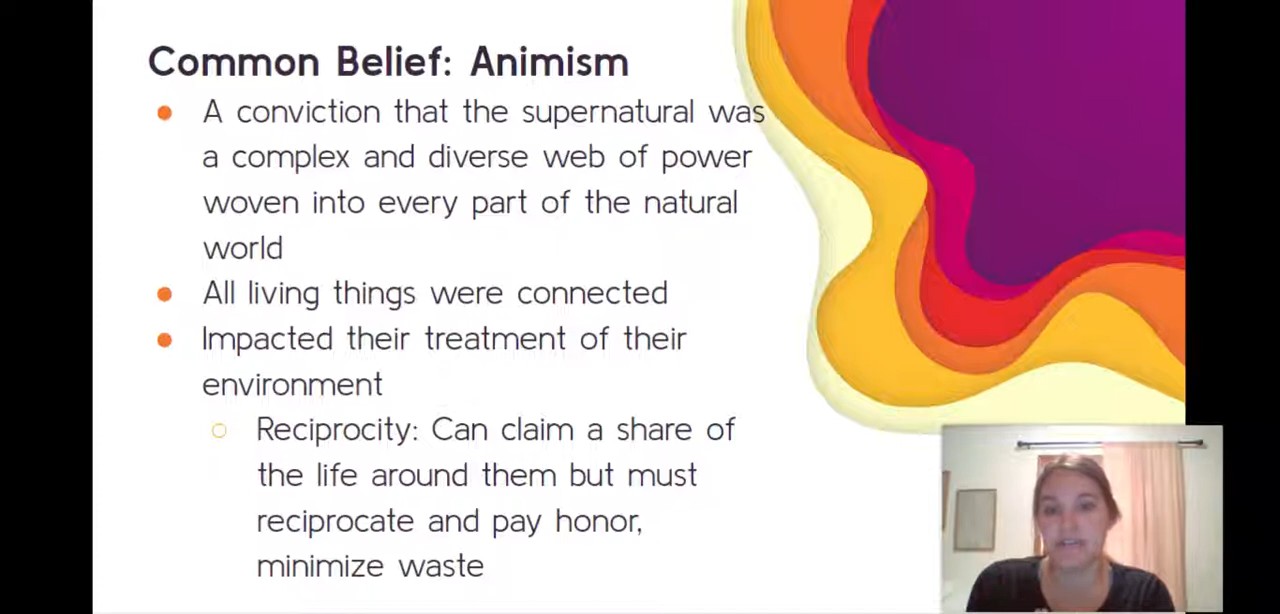 Common Belief: Animism
● A conviction that the supernatural was
a complex and diverse web of power
woven into every part of the natural
world
● All living things were connected
● Impacted their treatment of their
environment
○ Reciprocity: Can claim a share of
the life around them but must
reciprocate and pay honor,
minimize waste